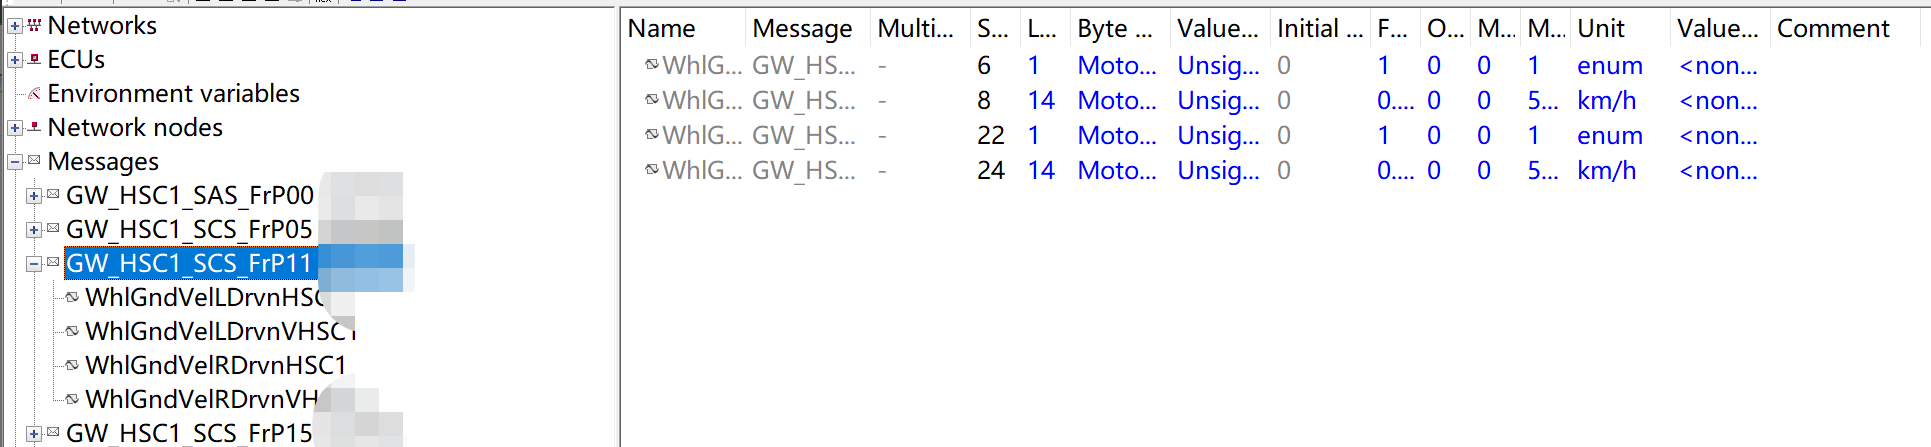 Networks
ECUs
Environment variables
Network nodes
Messages
GW_HSC1_SAS_FrP00
GW_HSC1_SCS_FrP05
GW_HSC1_SCS_FrP11
WhlGndVelLDrvnHSC
WhlGndVelLDrvnVHSC1
WhlGndVelRDrvnHSC1
WhlGndVelRDrvnVH
GW_HSC1_SCS_FrP15
Name Message Multi... S... L... Byte ... Value... Initial ... F... O... M... M... Unit Value... Comment
WhlG... GW_HS... - 6 1 Moto... Unsig... 0 1 0 0 1 enum <non...
WhlG... GW_HS... - 8 14 Moto... Unsig... 0 0.... 0 0 5... km/h <non...
WhlG... GW_HS... - 22 1 Moto... Unsig... 0 1 0 0 1 enum <non...
WhlG... GW_HS... - 24 14 Moto... Unsig... 0 0.... 0 0 5... km/h <non...